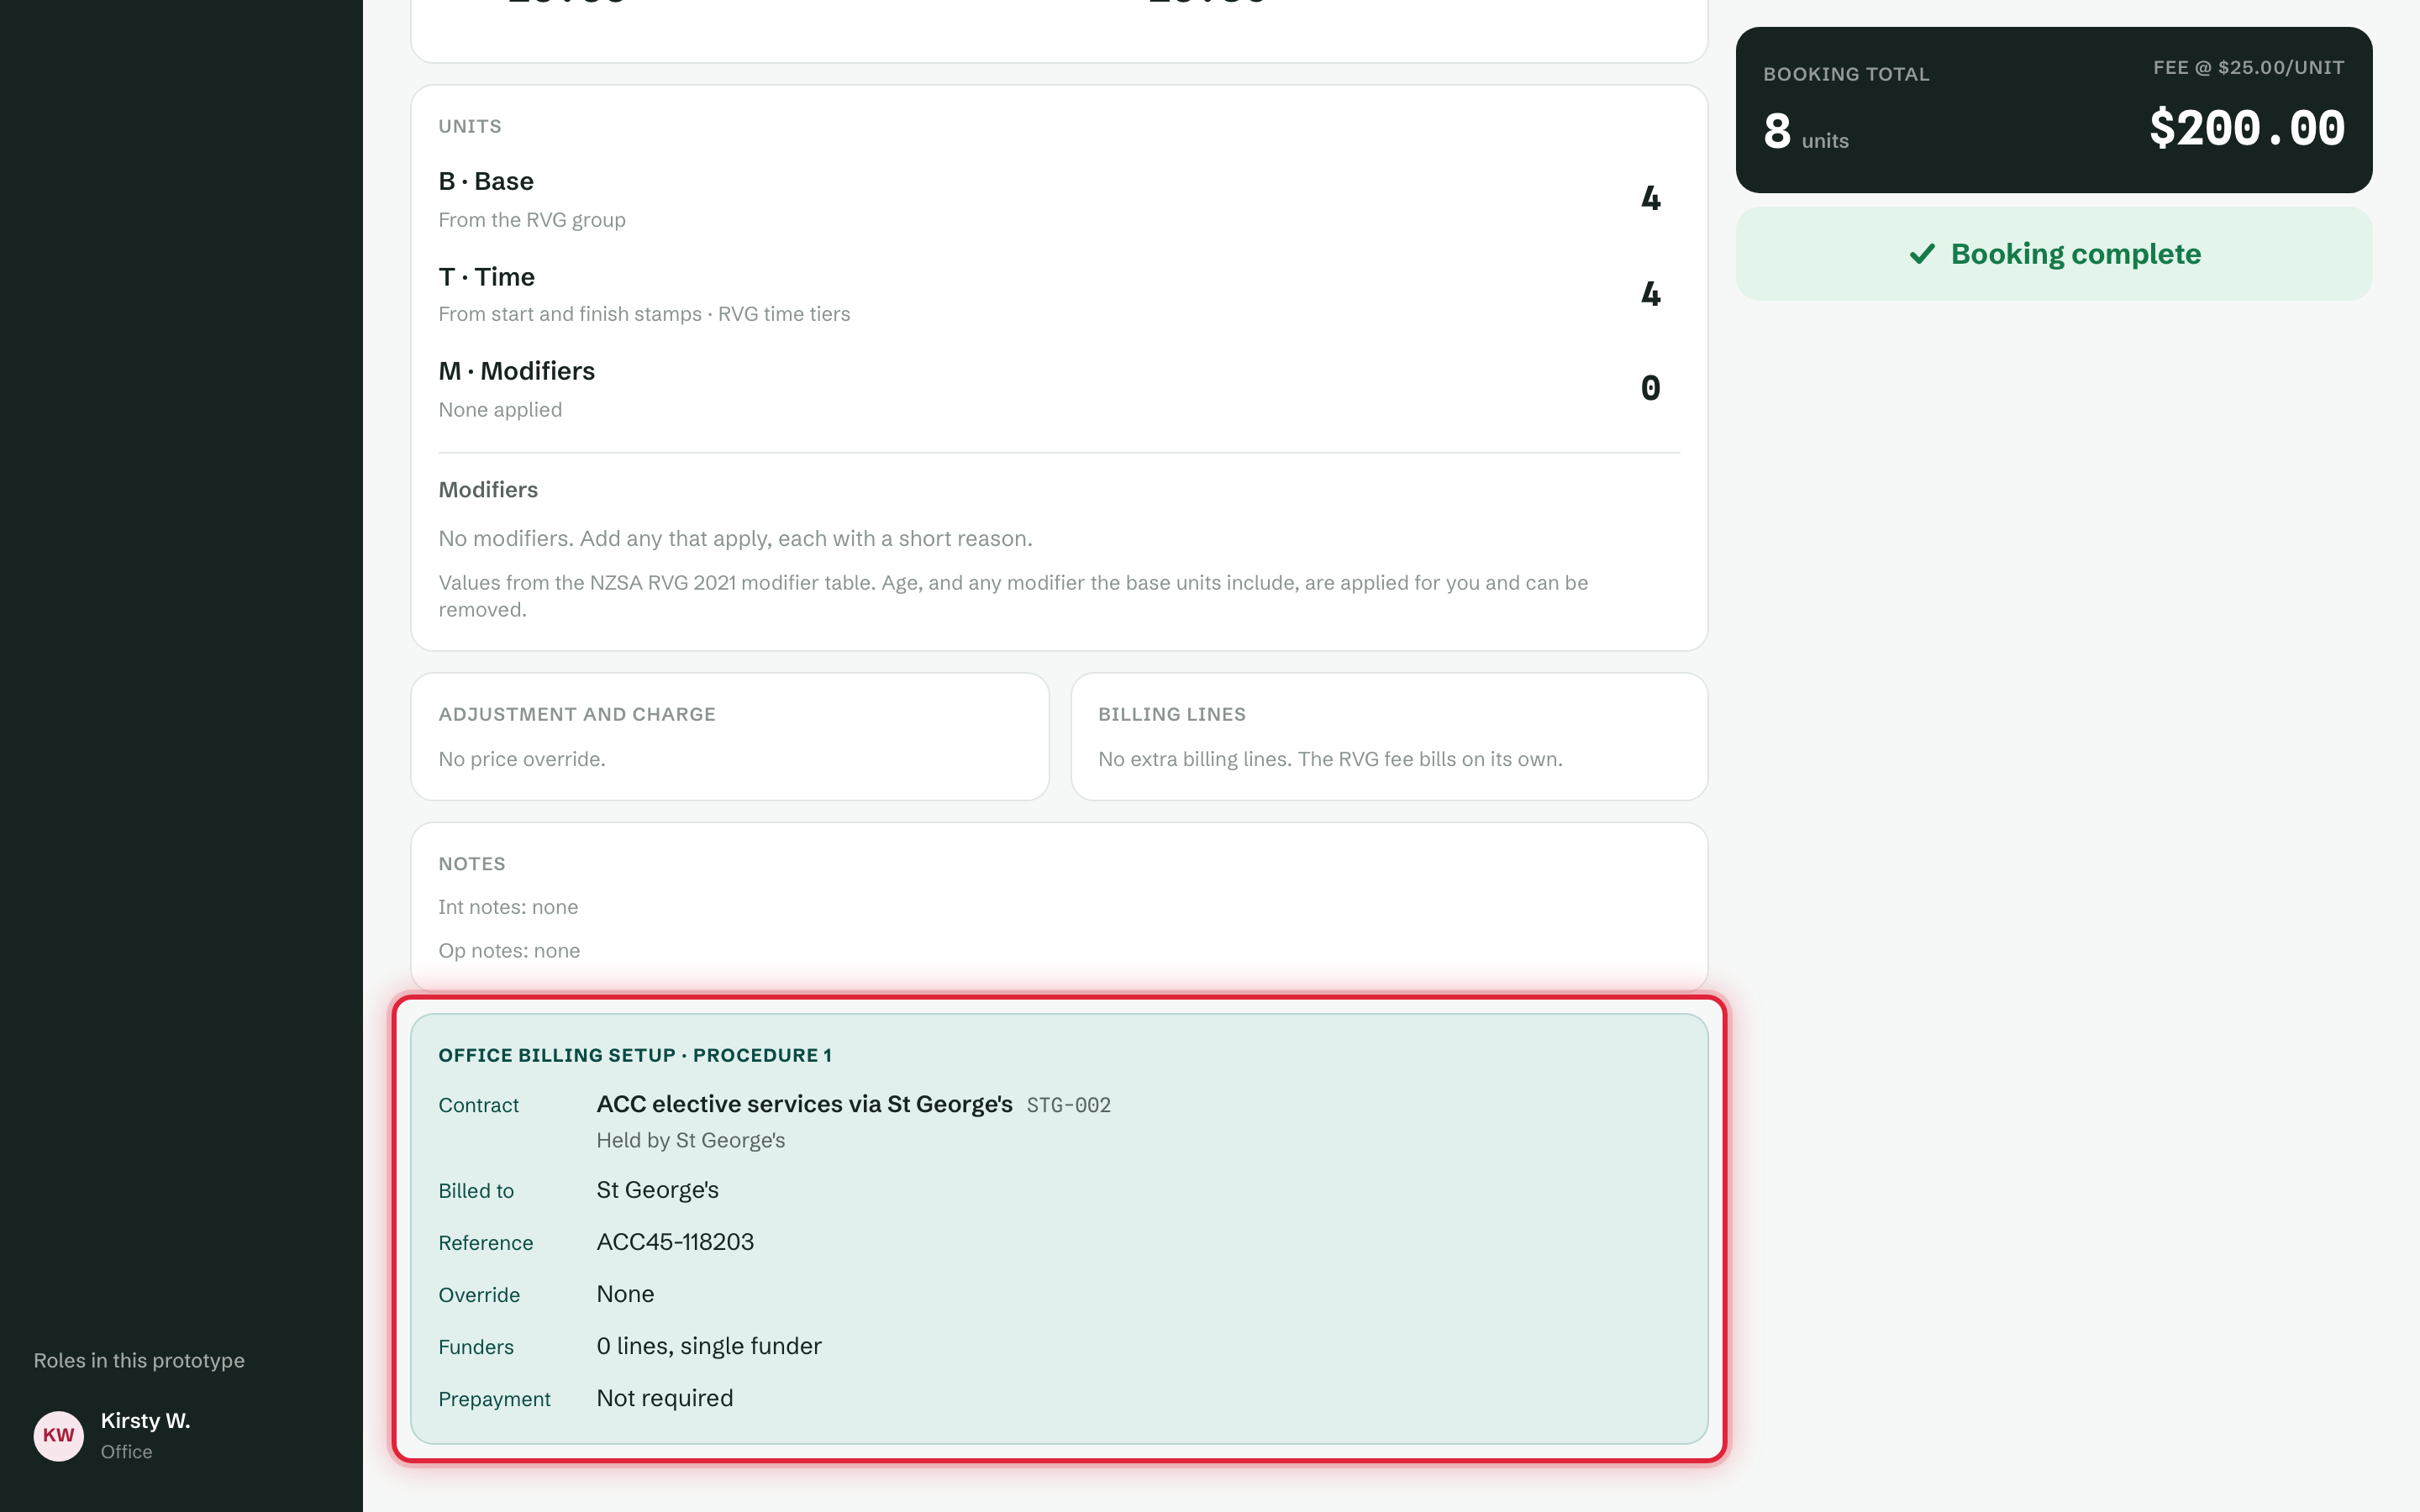 BOOKING TOTAL
FEE @ $25.00/UNIT
8 units
$200.00
Booking complete
UNITS
B · Base
4
From the RVG group
T · Time
4
From start and finish stamps · RVG time tiers
M · Modifiers
0
None applied
Modifiers
No modifiers. Add any that apply, each with a short reason.
Values from the NZSA RVG 2021 modifier table. Age, and any modifier the base units include, are applied for you and can be
removed.
ADJUSTMENT AND CHARGE
No price override.
BILLING LINES
No extra billing lines. The RVG fee bills on its own.
NOTES
Int notes: none
Op notes: none
OFFICE BILLING SETUP · PROCEDURE 1
Contract ACC elective services via St George's STG-002
Held by St George's
Billed to St George's
Reference ACC45-118203
Override None
Funders 0 lines, single funder
Prepayment Not required
Roles in this prototype
KW
Kirsty W.
Office